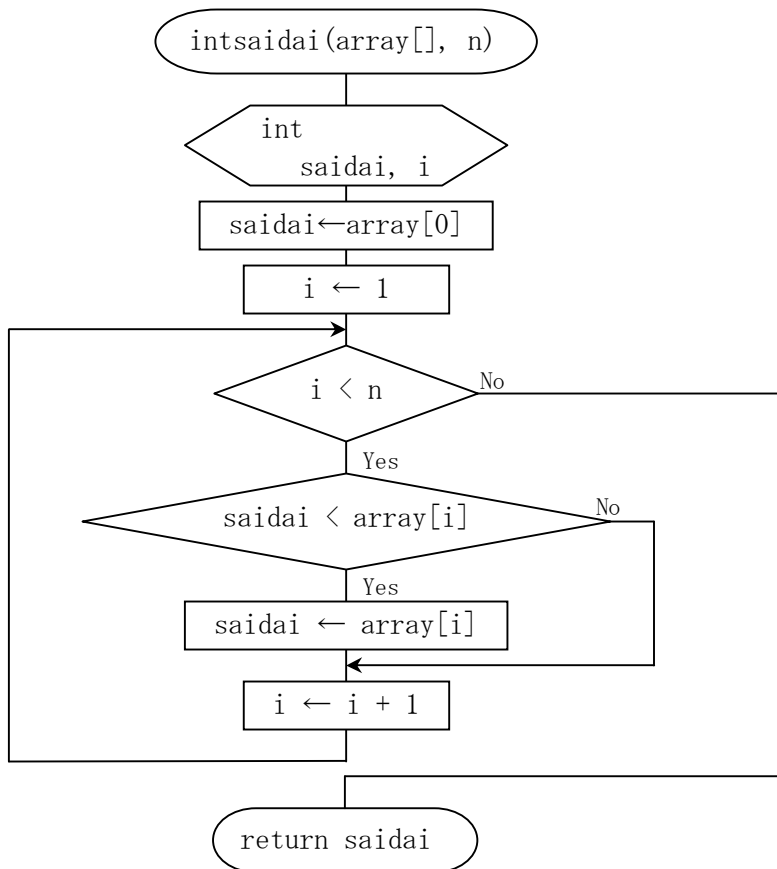 intsaidai(array[], n)
int
saidai, i
saidai←array[0]
i ← 1
i < n
No
Yes
saidai < array[i]
No
Yes
saidai ← array[i]
i ← i + 1
return saidai